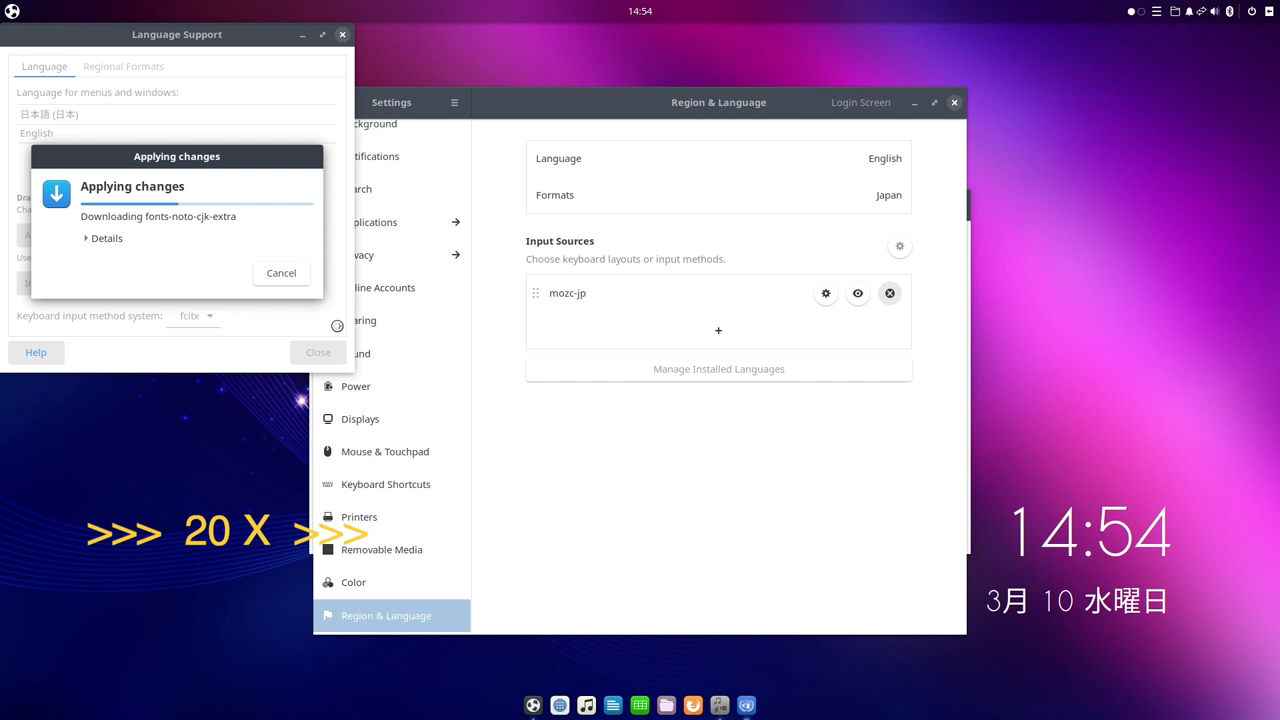 14:54
Language Support
Language
Regional Formats
Language for menus and windows:
日本語 (日本)
English
Applying changes
Applying changes
Downloading fonts-noto-cjk-extra
Details
Cancel
Keyboard input method system:
fcitx
Help
Close
Settings
Region & Language
Login Screen
ckground
tifications
arch
plications
vacy
line Accounts
aring
und
Power
Displays
Mouse & Touchpad
Keyboard Shortcuts
Printers
Removable Media
Color
Region & Language
Language
English
Formats
Japan
Input Sources
Choose keyboard layouts or input methods.
mozc-jp
+
Manage Installed Languages
>>> 20 X >>>
14:54
3月 10 水曜日